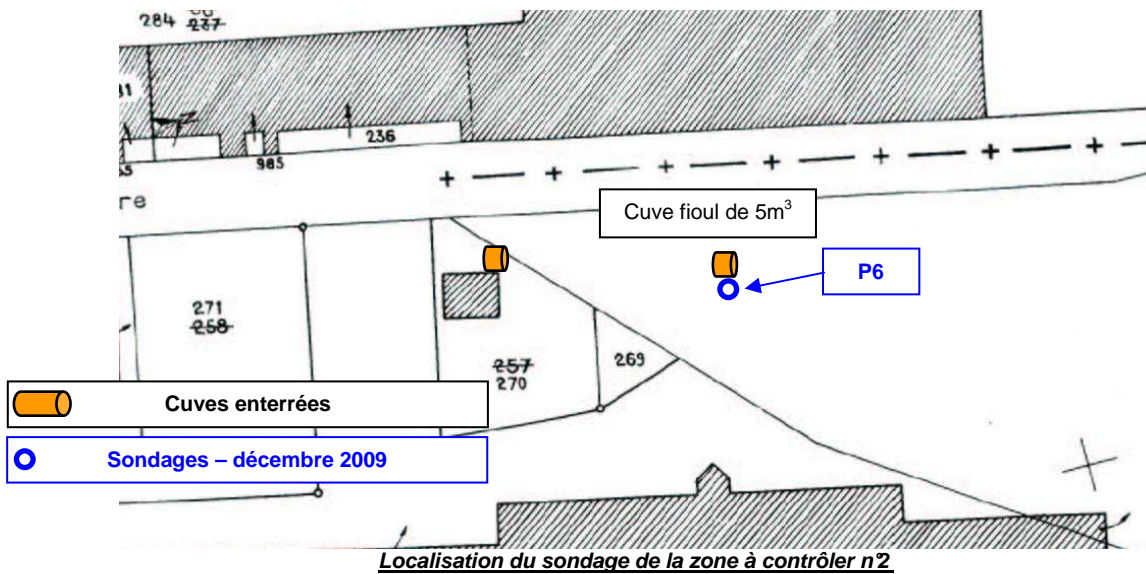 284 237
236
985
re
Cuve fioul de 5m³
P6
271
258
257
270
269
Cuves enterrées
Sondages – décembre 2009
Localisation du sondage de la zone à contrôler n°2